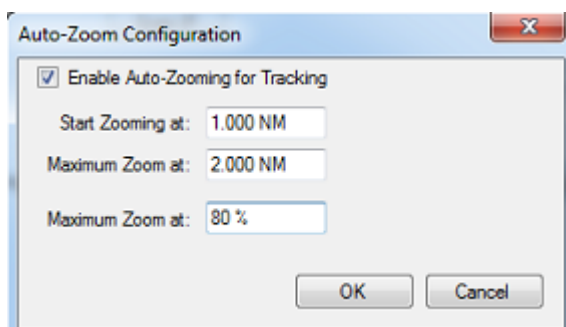 Auto-Zoom Configuration
Enable Auto-Zooming for Tracking
Start Zooming at: 1.000 NM
Maximum Zoom at: 2.000 NM
Maximum Zoom at: 80 %
OK Cancel